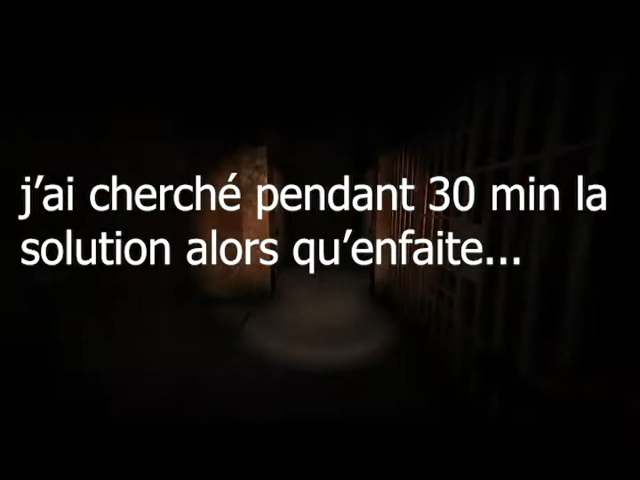 j’ai cherché pendant 30 min la
solution alors qu’enfaite...